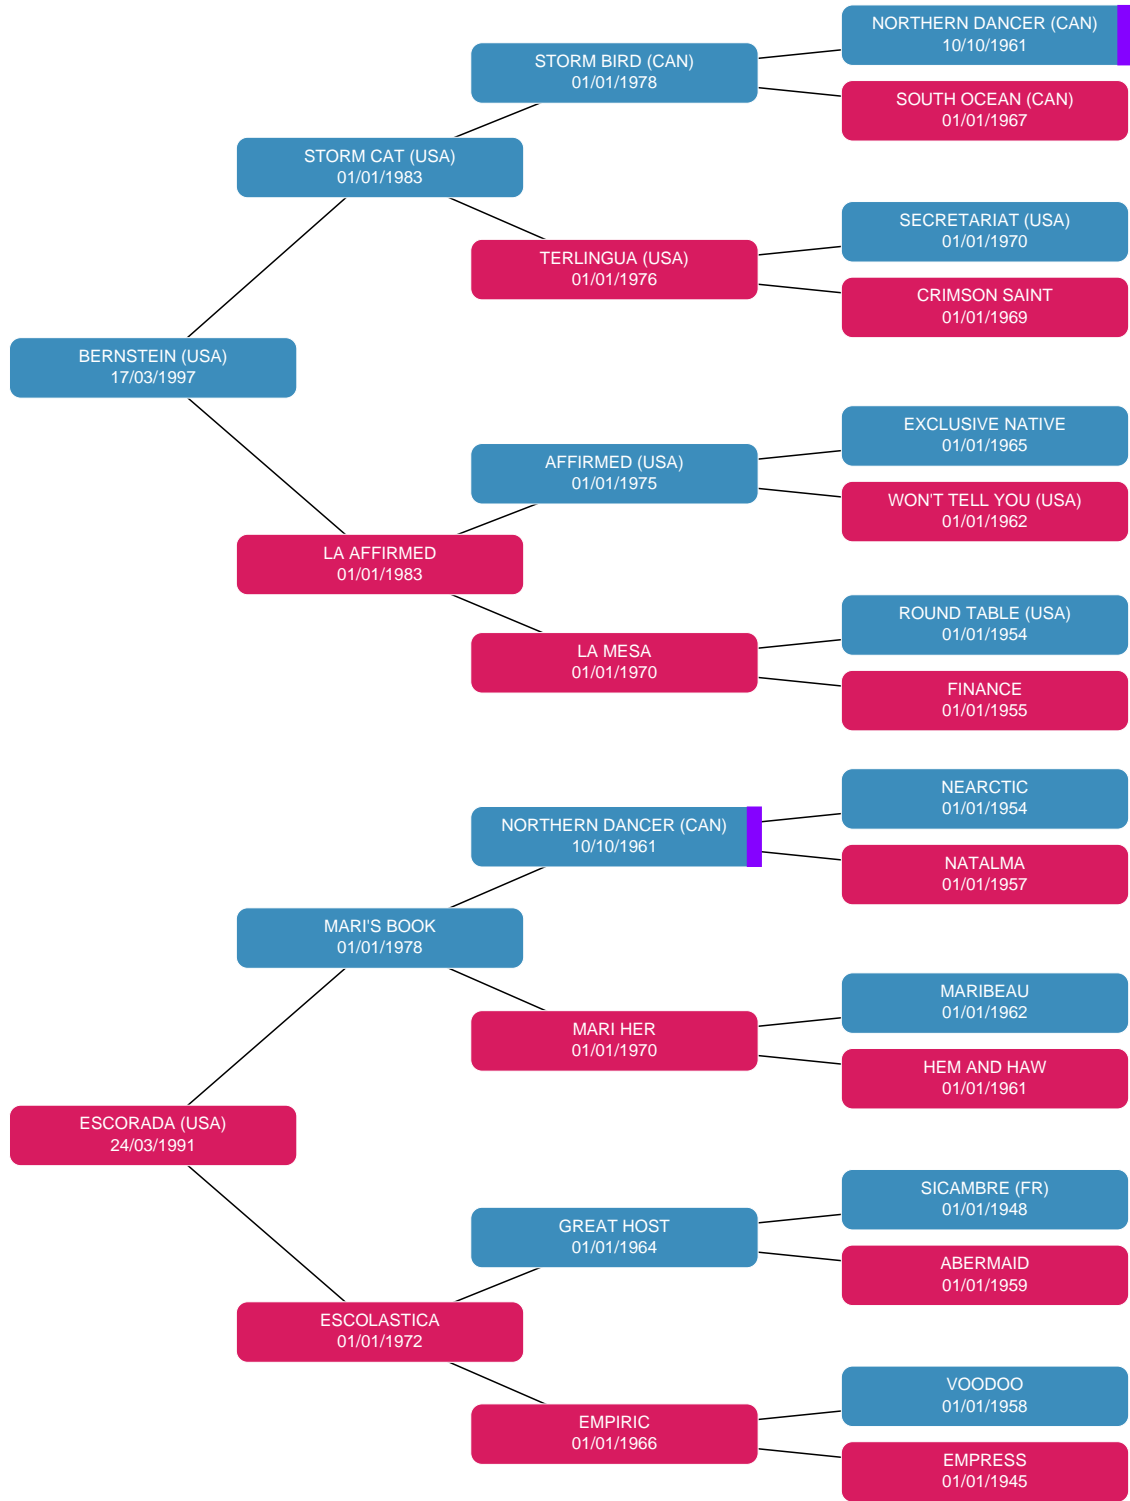 NORTHERN DANCER (CAN)
10/10/1961
STORM BIRD (CAN)
01/01/1978
SOUTH OCEAN (CAN)
01/01/1967
STORM CAT (USA)
01/01/1983
SECRETARIAT (USA)
01/01/1970
TERLINGUA (USA)
01/01/1976
CRIMSON SAINT
01/01/1969
BERNSTEIN (USA)
17/03/1997
EXCLUSIVE NATIVE
01/01/1965
AFFIRMED (USA)
01/01/1975
WON'T TELL YOU (USA)
01/01/1962
LA AFFIRMED
01/01/1983
ROUND TABLE (USA)
01/01/1954
LA MESA
01/01/1970
FINANCE
01/01/1955
NEARCTIC
01/01/1954
NORTHERN DANCER (CAN)
10/10/1961
NATALMA
01/01/1957
MARI'S BOOK
01/01/1978
MARIBEAU
01/01/1962
MARI HER
01/01/1970
HEM AND HAW
01/01/1961
ESCORADA (USA)
24/03/1991
SICAMBRE (FR)
01/01/1948
GREAT HOST
01/01/1964
ABERMAID
01/01/1959
ESCOLASTICA
01/01/1972
VOODOO
01/01/1958
EMPIRIC
01/01/1966
EMPRESS
01/01/1945